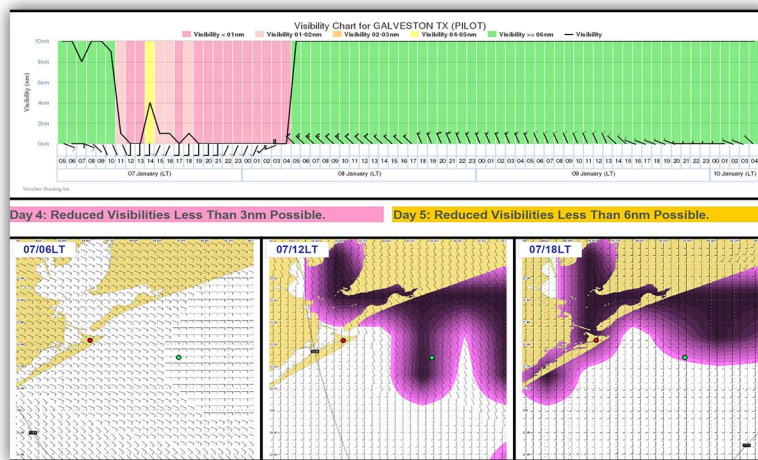 Visibility Chart for GALVESTON TX (PILOT)
Visibility < 01nm Visibility 01-02nm Visibility 02-03nm Visibility 04-05nm Visibility >= 06nm Visibility
Visibility (nm)
10nm
8nm
6nm
4nm
2nm
0nm
05 06 07 08 09 10 11 12 13 14 15 16 17 18 19 20 21 22 23 00 01 02 03 04 05 06 07 08 09 10 11 12 13 14 15 16 17 18 19 20 21 22 23 00 01 02 03 04 05 06 07 08 09 10 11 12 13 14 15 16 17 18 19 20 21 22 23 00 01 02 03 04
07 January (LT) 08 January (LT) 09 January (LT) 10 January (LT)
Weather Routing Inc.
Day 4: Reduced Visibilities Less Than 3nm Possible. Day 5: Reduced Visibilities Less Than 6nm Possible.
07/06LT 07/12LT 07/18LT